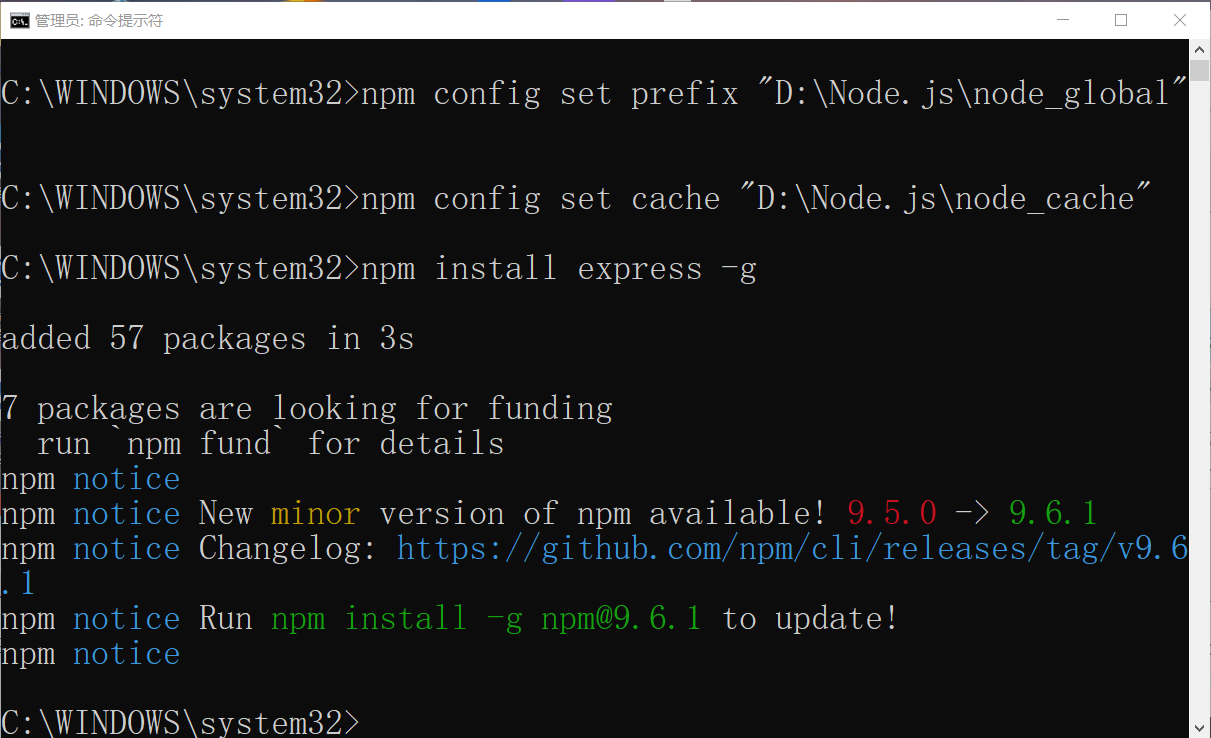 管理员: 命令提示符
C:\WINDOWS\system32>npm config set prefix "D:\Node.js\node_global"
C:\WINDOWS\system32>npm config set cache "D:\Node.js\node_cache"
C:\WINDOWS\system32>npm install express -g
added 57 packages in 3s
7 packages are looking for funding
  run `npm fund` for details
npm notice
npm notice New minor version of npm available! 9.5.0 -> 9.6.1
npm notice Changelog: https://github.com/npm/cli/releases/tag/v9.6
.1
npm notice Run npm install -g npm@9.6.1 to update!
npm notice
C:\WINDOWS\system32>